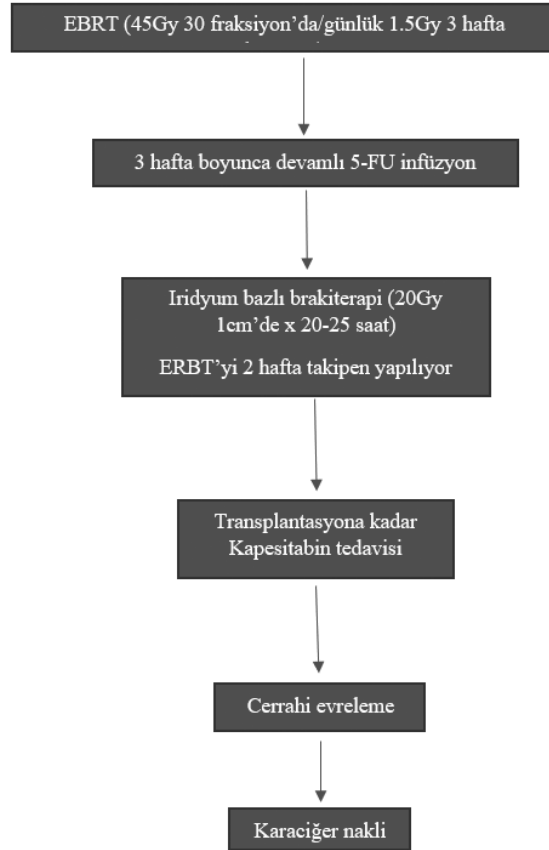 EBRT (45Gy 30 fraksiyon’da/günlük 1.5Gy 3 hafta
3 hafta boyunca devamlı 5-FU infüzyon
Iridyum bazlı brakiterapi (20Gy
1cm’de x 20-25 saat)
ERBT’yi 2 hafta takipen yapılıyor
Transplantasyona kadar
Kapesitabin tedavisi
Cerrahi evreleme
Karaciğer nakli